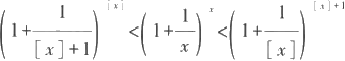 (1+1/([x]+1))^[x] < (1+1/x)^x < (1+1/[x])^[x]+1